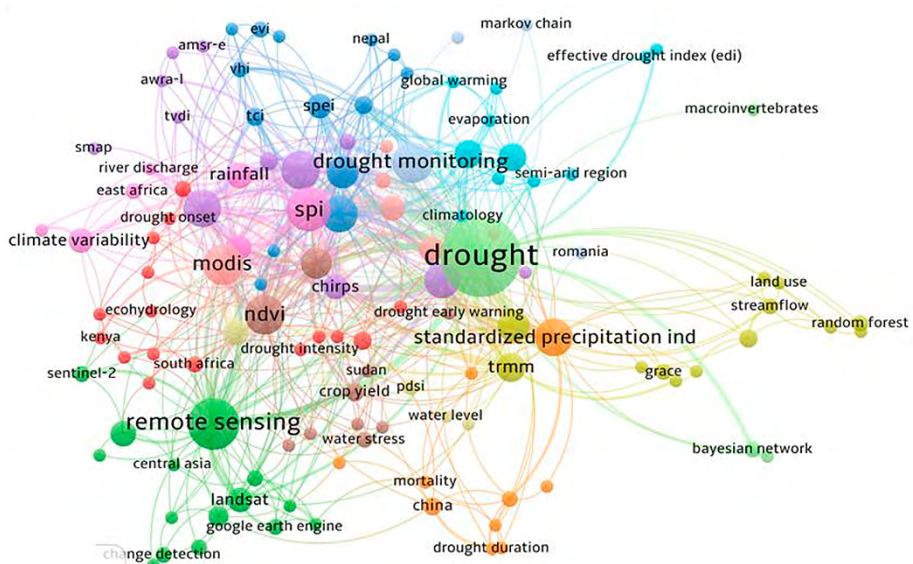 markov chain
evi
nepal
amsr-e
effective drought index (edi)
vhi
awra-l
global warming
spei
macroinvertebrates
tvdi
tci
evaporation
smap
drought monitoring
river discharge
rainfall
semi-arid region
east africa
spi
drought onset
climatology
climate variability
drought
romania
modis
chirps
land use
ecohydrology
ndvi
drought early warning
streamflow
random forest
kenya
standardized precipitation ind
drought intensity
south africa
sudan
trmm
grace
sentinel-2
crop yield
pdsi
water level
remote sensing
water stress
bayesian network
central asia
mortality
landsat
china
google earth engine
change detection
drought duration